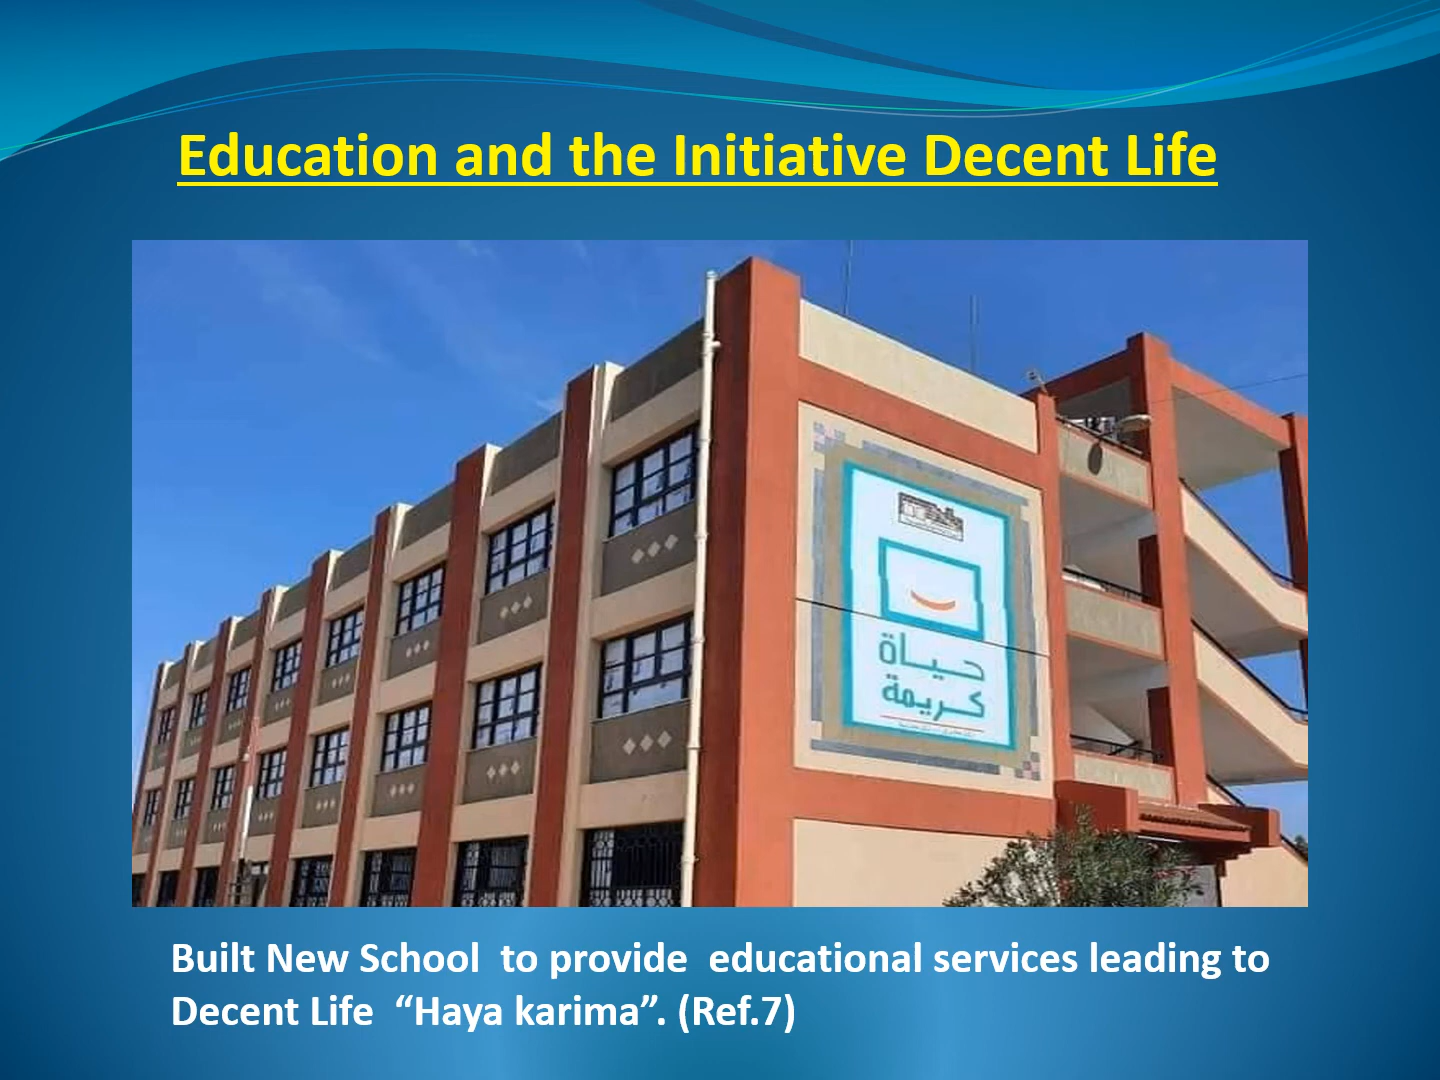 Education and the Initiative Decent Life
حياة
كريمة
Built New School to provide educational services leading to
Decent Life “Haya karima”. (Ref.7)